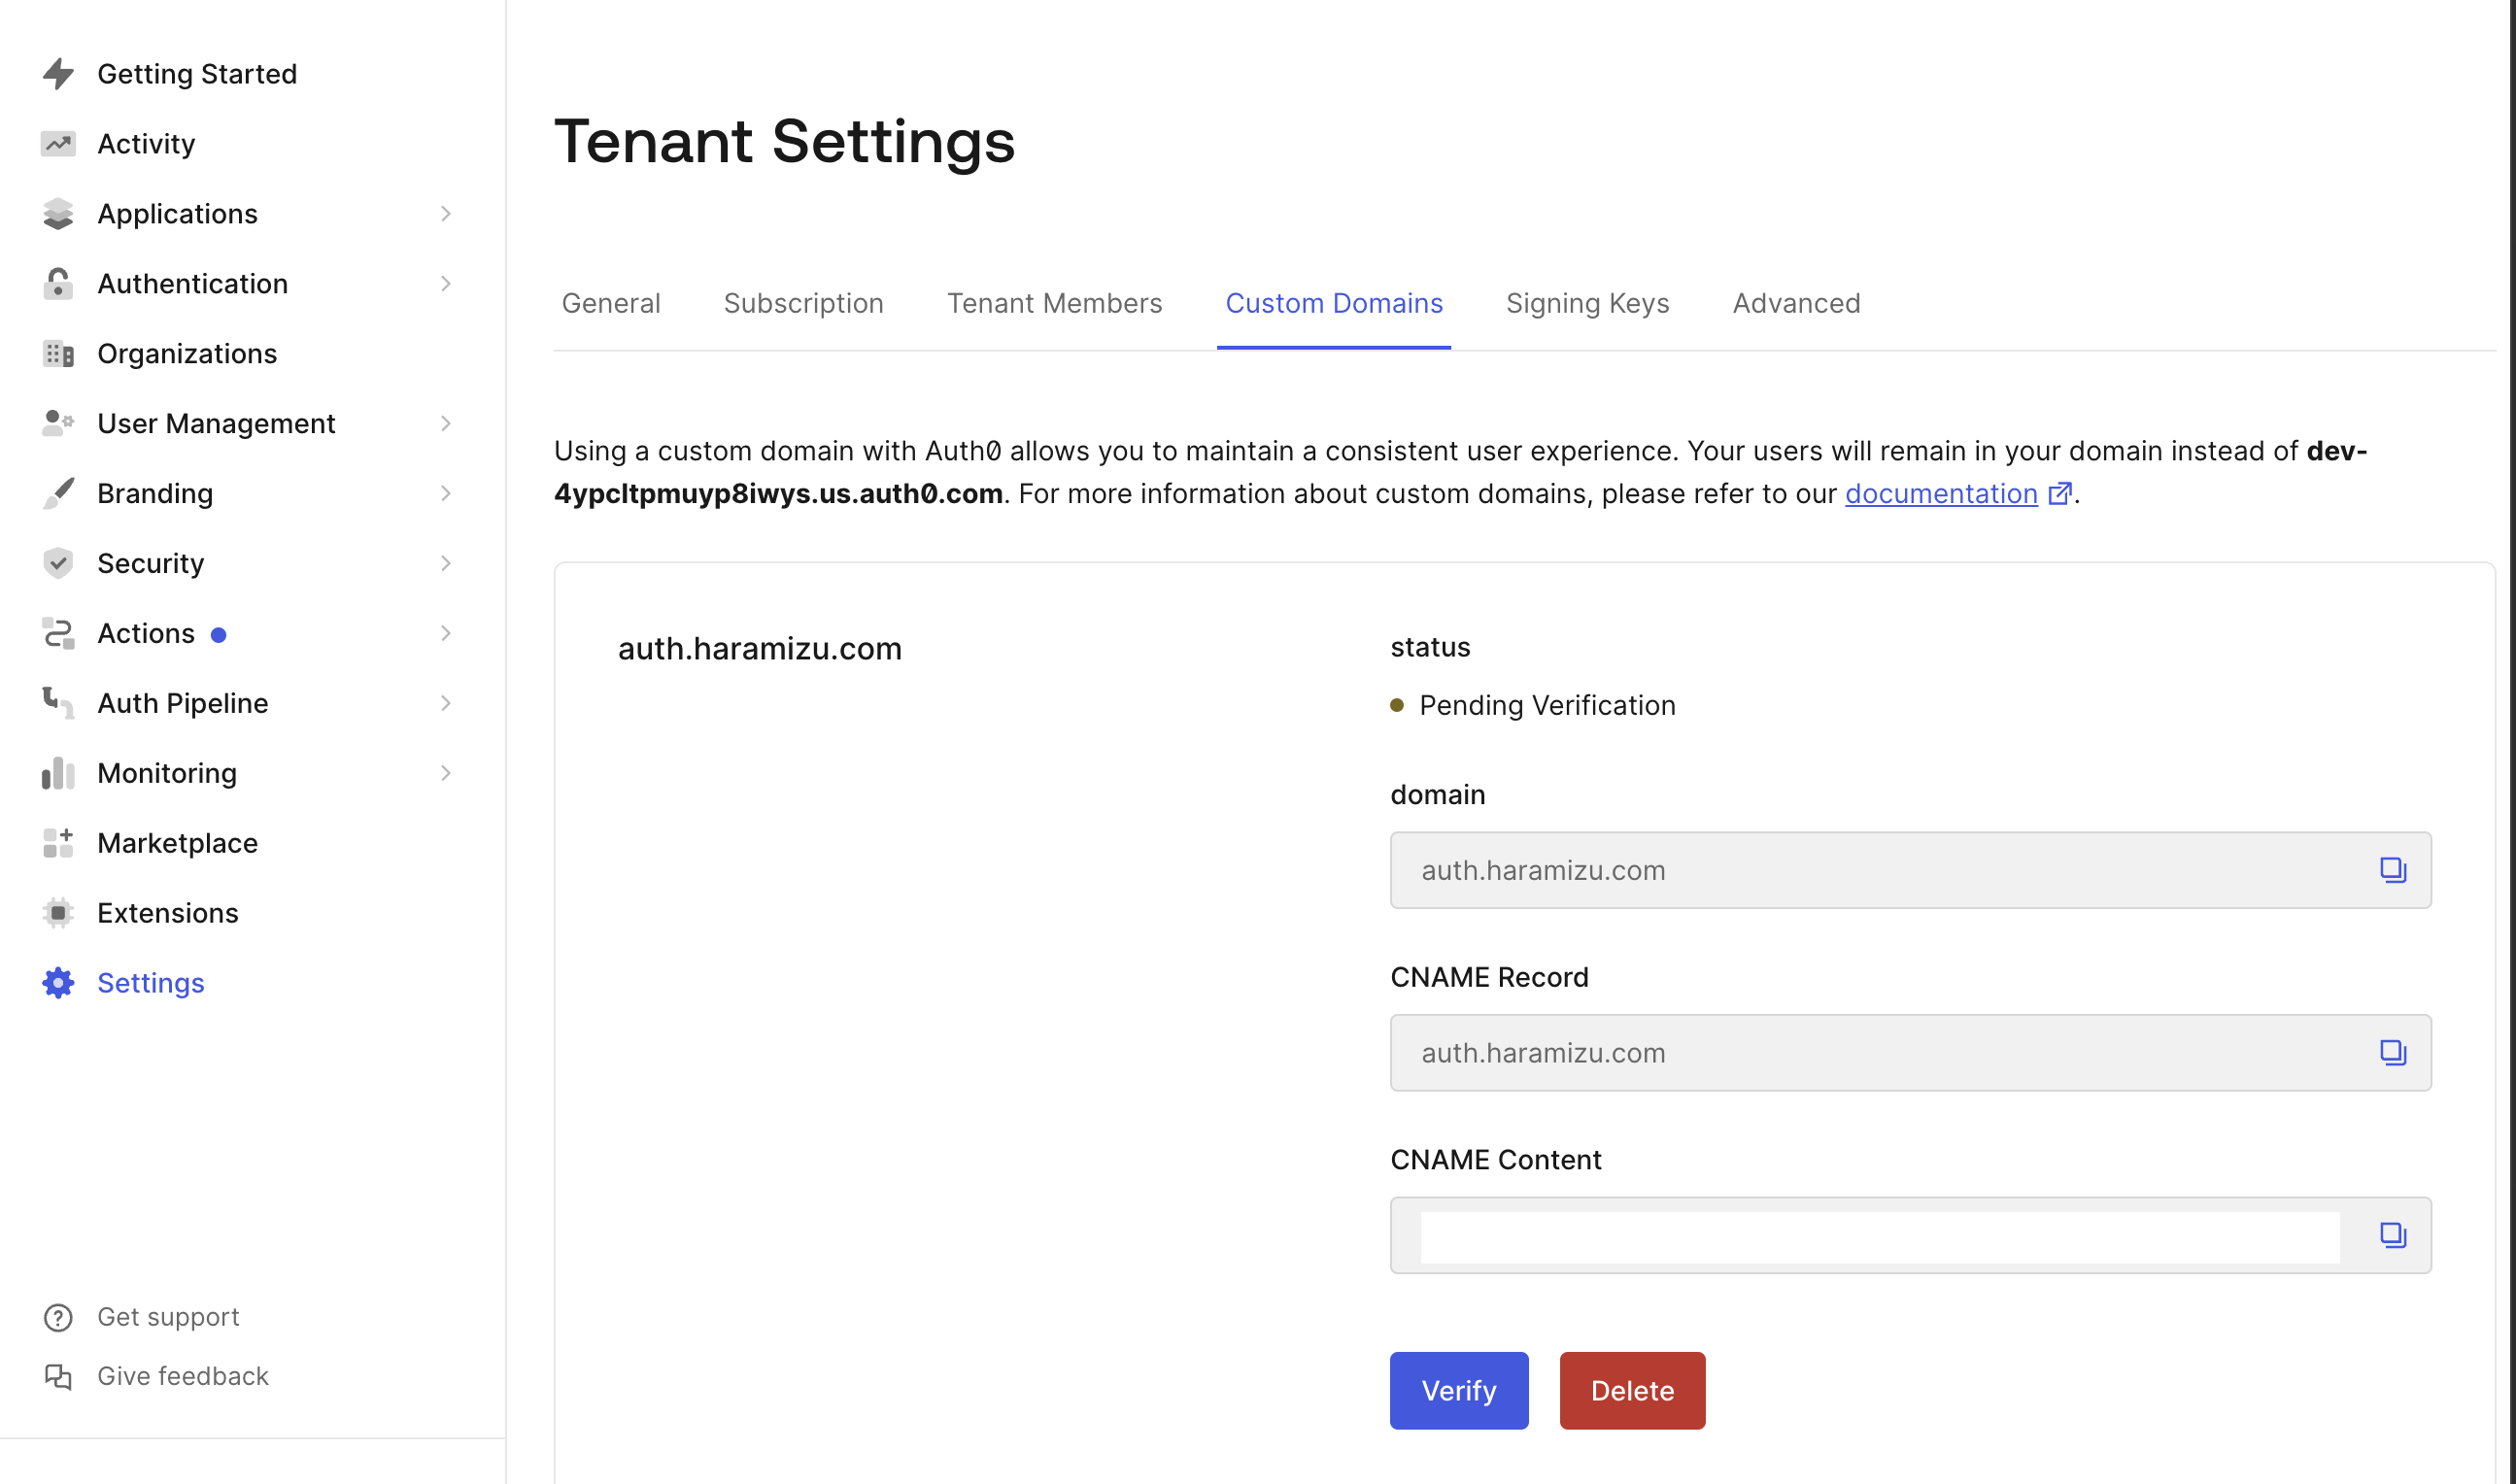 Getting Started
Activity
Applications
Authentication
Organizations
User Management
Branding
Security
Actions
Auth Pipeline
Monitoring
Marketplace
Extensions
Settings
Get support
Give feedback
Tenant Settings
General
Subscription
Tenant Members
Custom Domains
Signing Keys
Advanced
Using a custom domain with Auth0 allows you to maintain a consistent user experience. Your users will remain in your domain instead of dev-
4ypcltpmuyp8iwys.us.auth0.com. For more information about custom domains, please refer to our documentation.
auth.haramizu.com
status
Pending Verification
domain
auth.haramizu.com
CNAME Record
auth.haramizu.com
CNAME Content
Verify
Delete